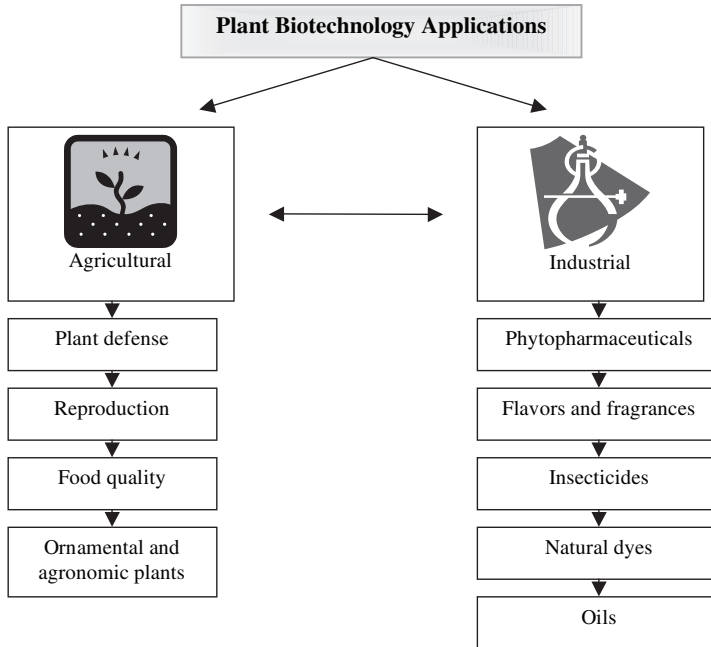 Plant Biotechnology Applications
Agricultural
Plant defense
Reproduction
Food quality
Ornamental and
agronomic plants
Industrial
Phytopharmaceuticals
Flavors and fragrances
Insecticides
Natural dyes
Oils